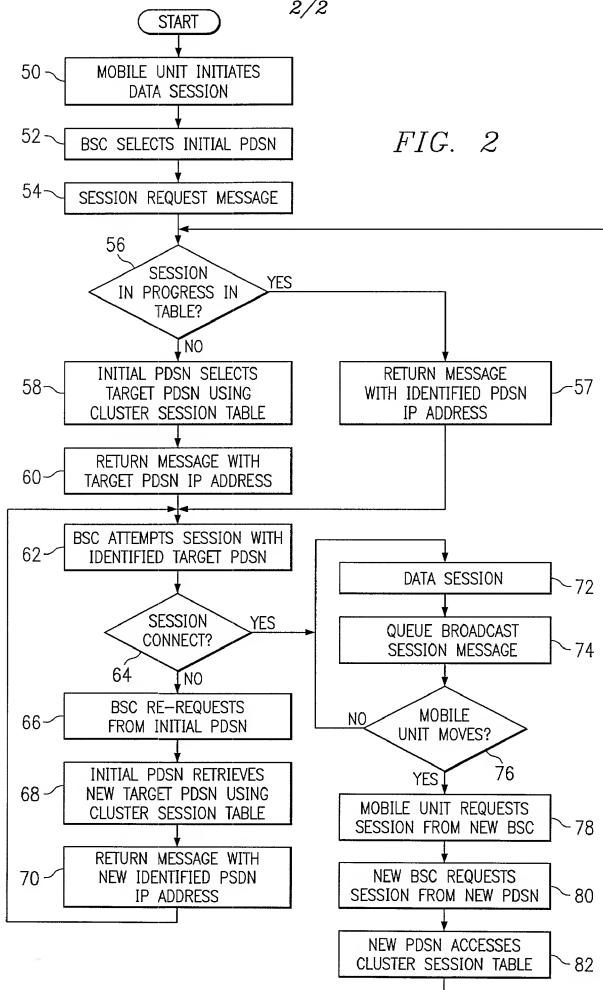 2/2
START
50
MOBILE UNIT INITIATES
DATA SESSION
52
BSC SELECTS INITIAL PDSN
FIG. 2
54
SESSION REQUEST MESSAGE
56
SESSION
IN PROGRESS IN
TABLE?
YES
NO
58
INITIAL PDSN SELECTS
TARGET PDSN USING
CLUSTER SESSION TABLE
RETURN MESSAGE
WITH IDENTIFIED PDSN
IP ADDRESS
57
60
RETURN MESSAGE WITH
TARGET PDSN IP ADDRESS
62
BSC ATTEMPTS SESSION WITH
IDENTIFIED TARGET PDSN
SESSION
CONNECT?
YES
64
NO
66
BSC RE-REQUESTS
FROM INITIAL PDSN
68
INITIAL PDSN RETRIEVES
NEW TARGET PDSN USING
CLUSTER SESSION TABLE
70
RETURN MESSAGE WITH
NEW IDENTIFIED PSDN
IP ADDRESS
DATA SESSION
72
QUEUE BROADCAST
SESSION MESSAGE
74
NO
MOBILE
UNIT MOVES?
76
YES
MOBILE UNIT REQUESTS
SESSION FROM NEW BSC
78
NEW BSC REQUESTS
SESSION FROM NEW PDSN
80
NEW PDSN ACCESSES
CLUSTER SESSION TABLE
82